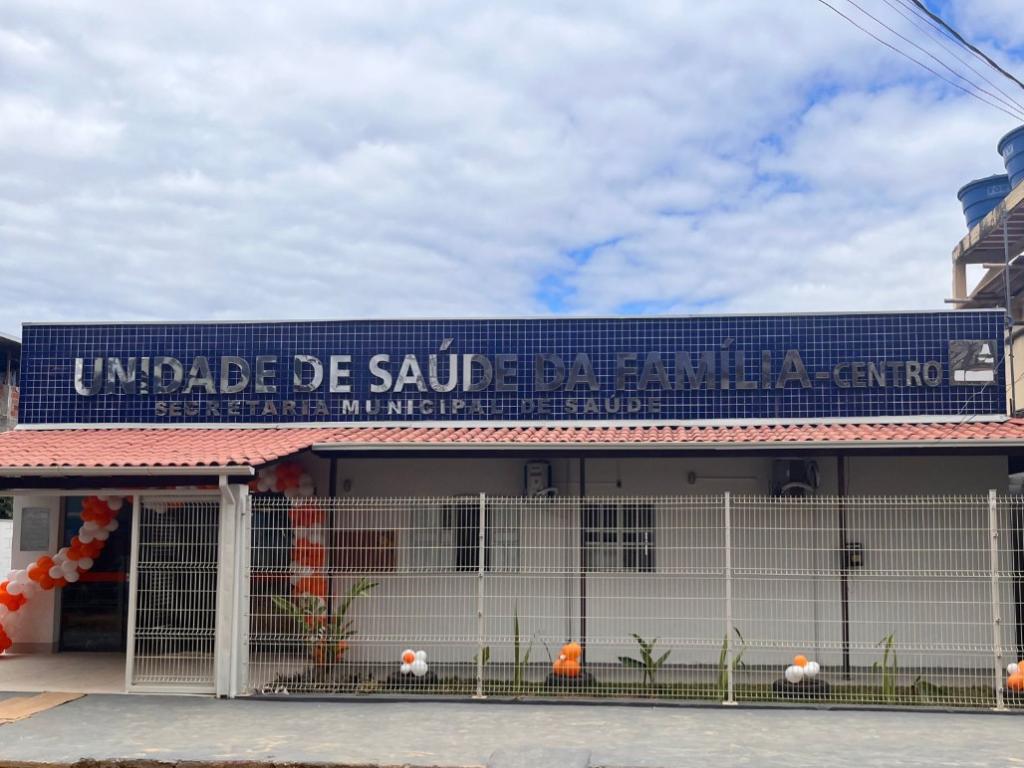 UNIDADE DE SAÚDE DA FAMÍLIA-CENTRO
SECRETARIA MUNICIPAL DE SAÚDE